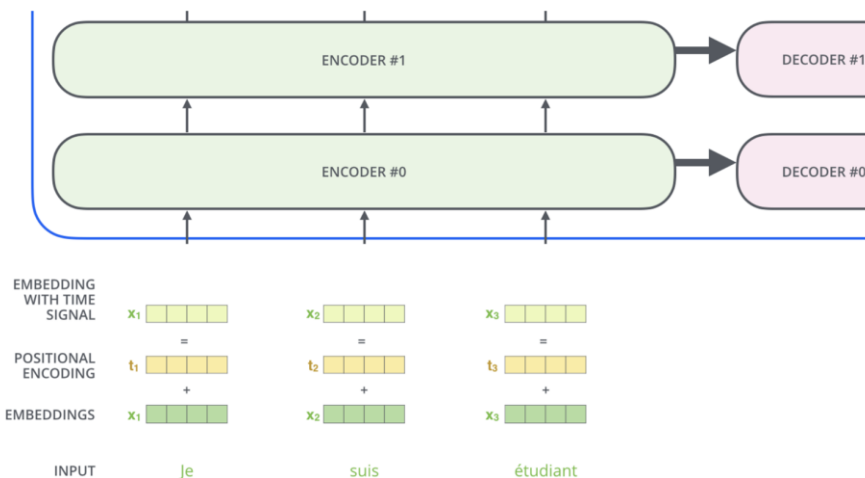 ENCODER #1
DECODER #1
ENCODER #0
DECODER #0
EMBEDDING
WITH TIME
SIGNAL
x₁ x₂ x₃
= = =
POSITIONAL
ENCODING
t₁ t₂ t₃
+ + +
EMBEDDINGS x₁ x₂ x₃
INPUT Je suis étudiant